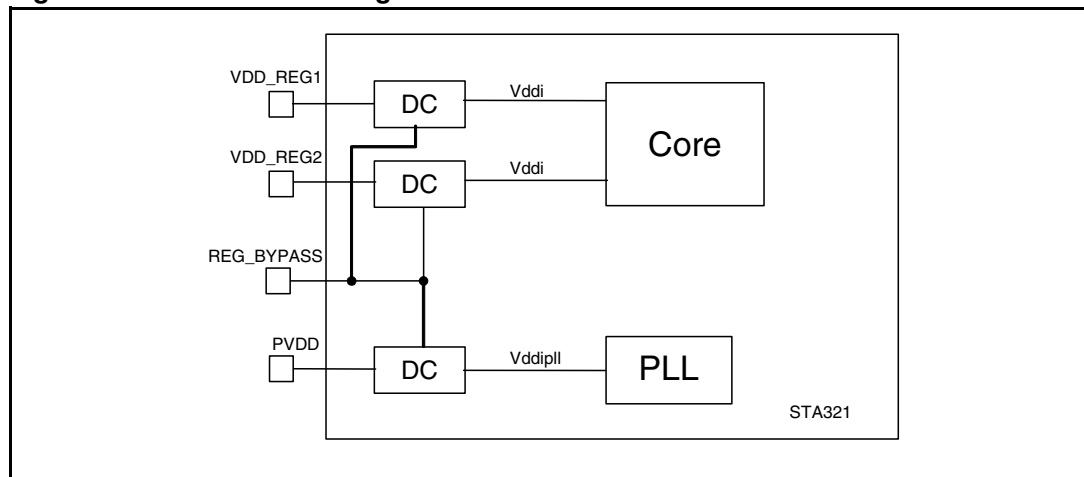 VDD_REG1
DC
Vddi
Core
VDD_REG2
DC
Vddi
REG_BYPASS
PVDD
DC
Vddipll
PLL
STA321